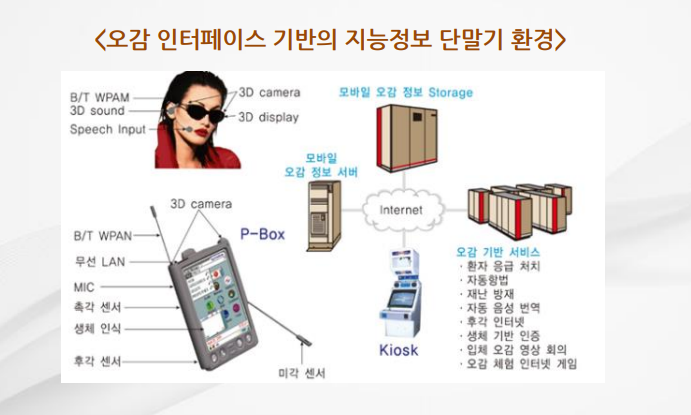 <오감 인터페이스 기반의 지능정보 단말기 환경>
B/T WPAM
3D sound
Speech Input
3D camera
3D display
모바일 오감 정보 Storage
모바일
오감 정보 서버
Internet
3D camera
P-Box
B/T WPAN
무선 LAN
MIC
촉각 센서
생체 인식
후각 센서
미각 센서
Kiosk
오감 기반 서비스
· 환자 응급 처치
· 자동항법
· 재난 방재
· 자동 음성 번역
· 후각 인터넷
· 생체 기반 인증
· 입체 오감 영상 회의
· 오감 체험 인터넷 게임